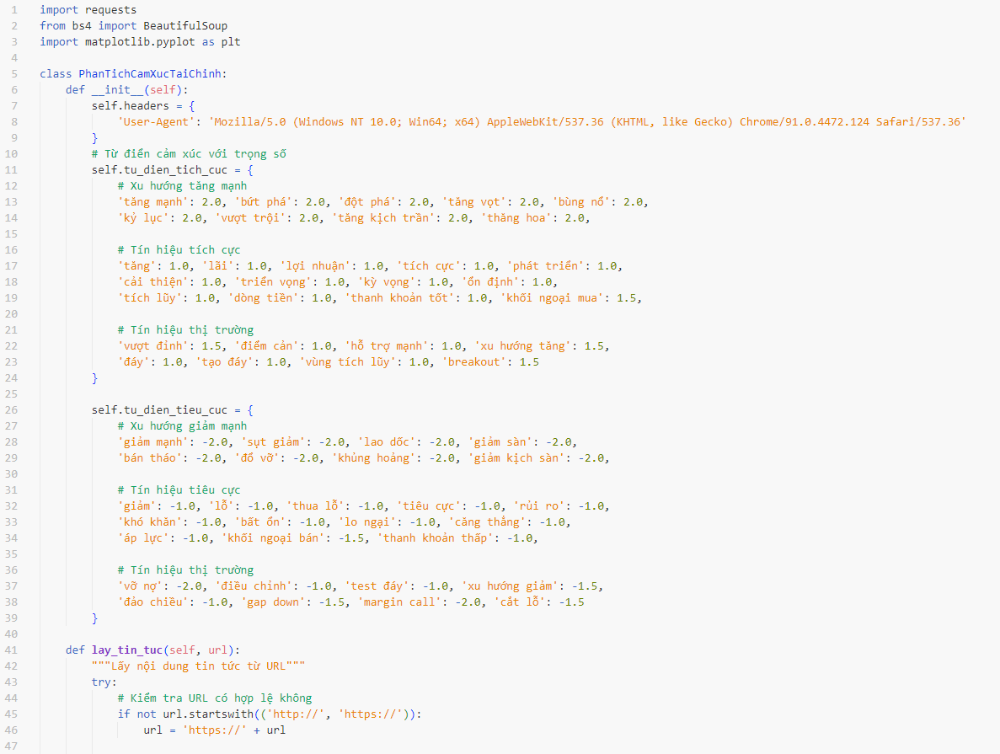 1 import requests
2 from bs4 import BeautifulSoup
3 import matplotlib.pyplot as plt
4
5 class PhanTichCamXucTaiChinh:
6     def __init__(self):
7         self.headers = {
8             'User-Agent': 'Mozilla/5.0 (Windows NT 10.0; Win64; x64) AppleWebKit/537.36 (KHTML, like Gecko) Chrome/91.0.4472.124 Safari/537.36'
9         }
10         # Từ điển cảm xúc với trọng số
11         self.tu_dien_tich_cuc = {
12             # Xu hướng tăng mạnh
13             'tăng mạnh': 2.0, 'bứt phá': 2.0, 'đột phá': 2.0, 'tăng vọt': 2.0, 'bùng nổ': 2.0,
14             'kỷ lục': 2.0, 'vượt trội': 2.0, 'tăng kịch trần': 2.0, 'thăng hoa': 2.0,
15
16             # Tín hiệu tích cực
17             'tăng': 1.0, 'lãi': 1.0, 'lợi nhuận': 1.0, 'tích cực': 1.0, 'phát triển': 1.0,
18             'cải thiện': 1.0, 'triển vọng': 1.0, 'kỳ vọng': 1.0, 'ổn định': 1.0,
19             'tích lũy': 1.0, 'dòng tiền': 1.0, 'thanh khoản tốt': 1.0, 'khối ngoại mua': 1.5,
20
21             # Tín hiệu thị trường
22             'vượt đỉnh': 1.5, 'điểm cản': 1.0, 'hỗ trợ mạnh': 1.0, 'xu hướng tăng': 1.5,
23             'đáy': 1.0, 'tạo đáy': 1.0, 'vùng tích lũy': 1.0, 'breakout': 1.5
24         }
25
26         self.tu_dien_tieu_cuc = {
27             # Xu hướng giảm mạnh
28             'giảm mạnh': -2.0, 'sụt giảm': -2.0, 'lao dốc': -2.0, 'giảm sàn': -2.0,
29             'bán tháo': -2.0, 'đổ vỡ': -2.0, 'khủng hoảng': -2.0, 'giảm kịch sàn': -2.0,
30
31             # Tín hiệu tiêu cực
32             'giảm': -1.0, 'lỗ': -1.0, 'thua lỗ': -1.0, 'tiêu cực': -1.0, 'rủi ro': -1.0,
33             'khó khăn': -1.0, 'bất ổn': -1.0, 'lo ngại': -1.0, 'căng thẳng': -1.0,
34             'áp lực': -1.0, 'khối ngoại bán': -1.5, 'thanh khoản thấp': -1.0,
35
36             # Tín hiệu thị trường
37             'vỡ nợ': -2.0, 'điều chỉnh': -1.0, 'test đáy': -1.0, 'xu hướng giảm': -1.5,
38             'đảo chiều': -1.0, 'gap down': -1.5, 'margin call': -2.0, 'cắt lỗ': -1.5
39         }
40
41     def lay_tin_tuc(self, url):
42         """Lấy nội dung tin tức từ URL"""
43         try:
44             # Kiểm tra URL có hợp lệ không
45             if not url.startswith(('http://', 'https://')):
46                 url = 'https://' + url
47